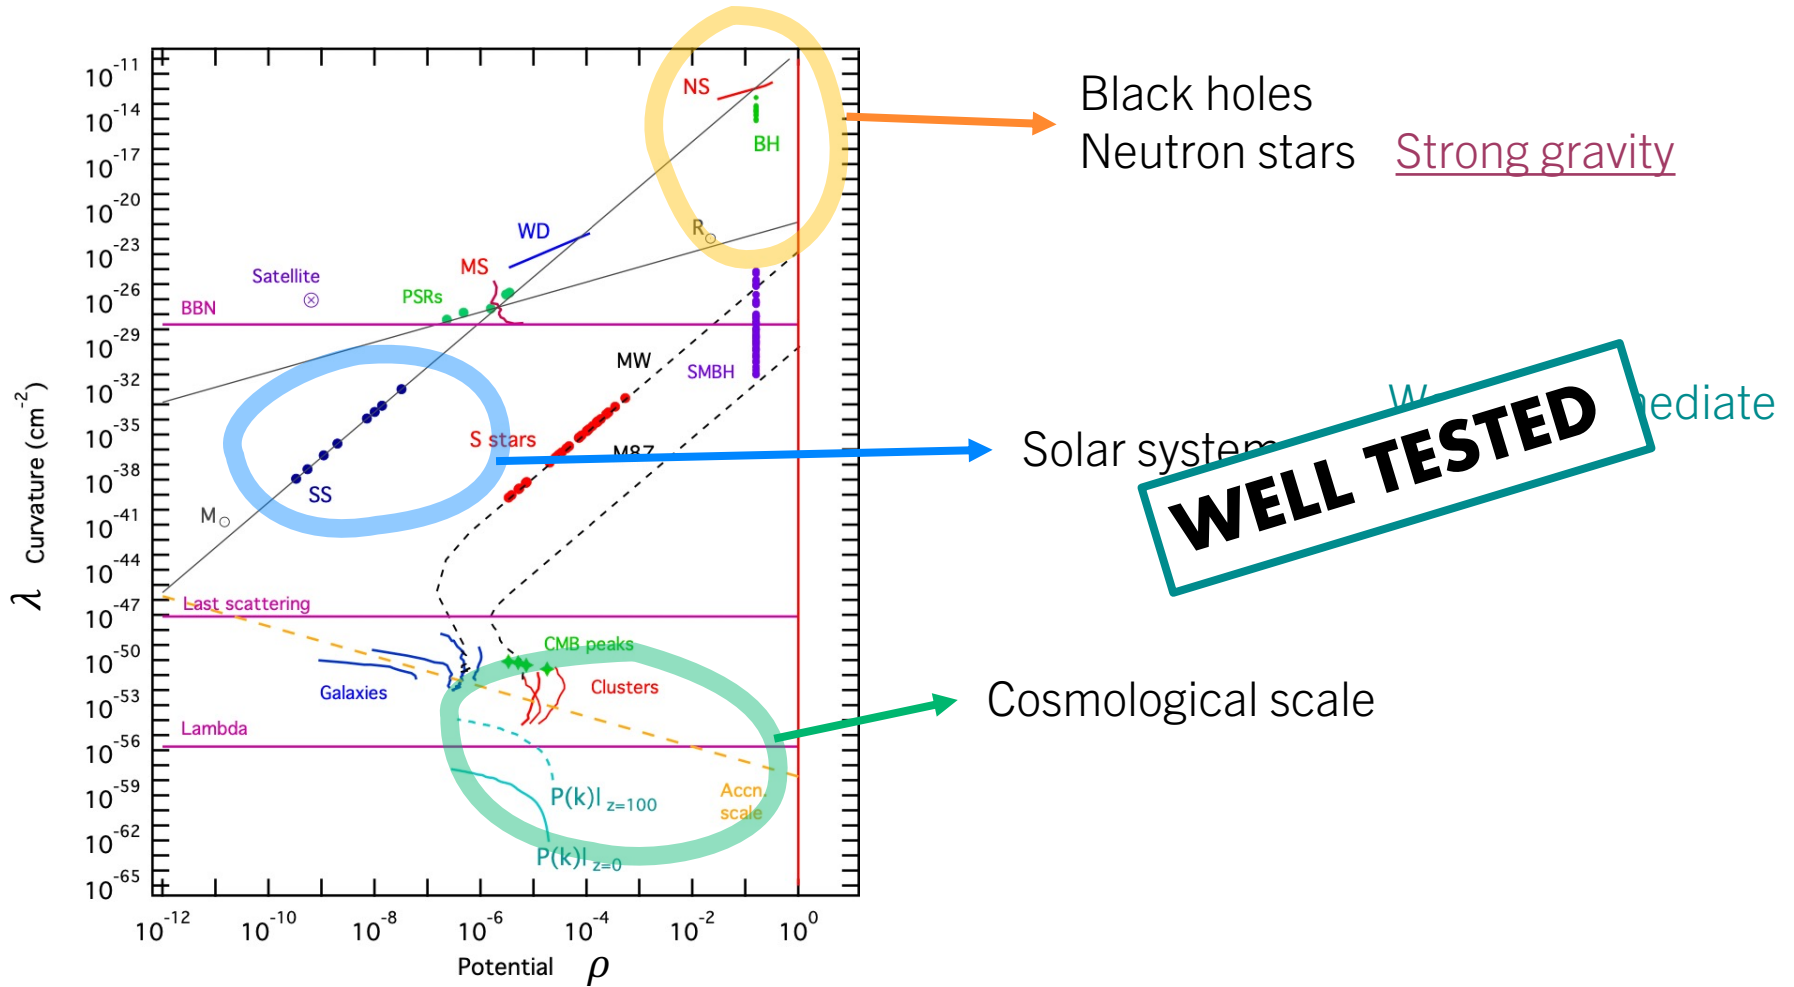 10^-11
10^-14
10^-17
10^-20
10^-23
10^-26
10^-29
10^-32
10^-35
10^-38
10^-41
10^-44
10^-47
10^-50
10^-53
10^-56
10^-59
10^-62
10^-65
λ Curvature (cm^-2)
NS
BH
R☉
WD
MS
Satellite
PSRs
BBN
MW
SMBH
S stars
M87
SS
M☉
Last scattering
CMB peaks
Galaxies
Clusters
Lambda
P(k)| z=100
Accn.
scale
P(k)| z=0
10^-12 10^-10 10^-8 10^-6 10^-4 10^-2 10^0
Potential ρ
Black holes
Neutron stars Strong gravity
Solar system
WELL TESTED
Cosmological scale